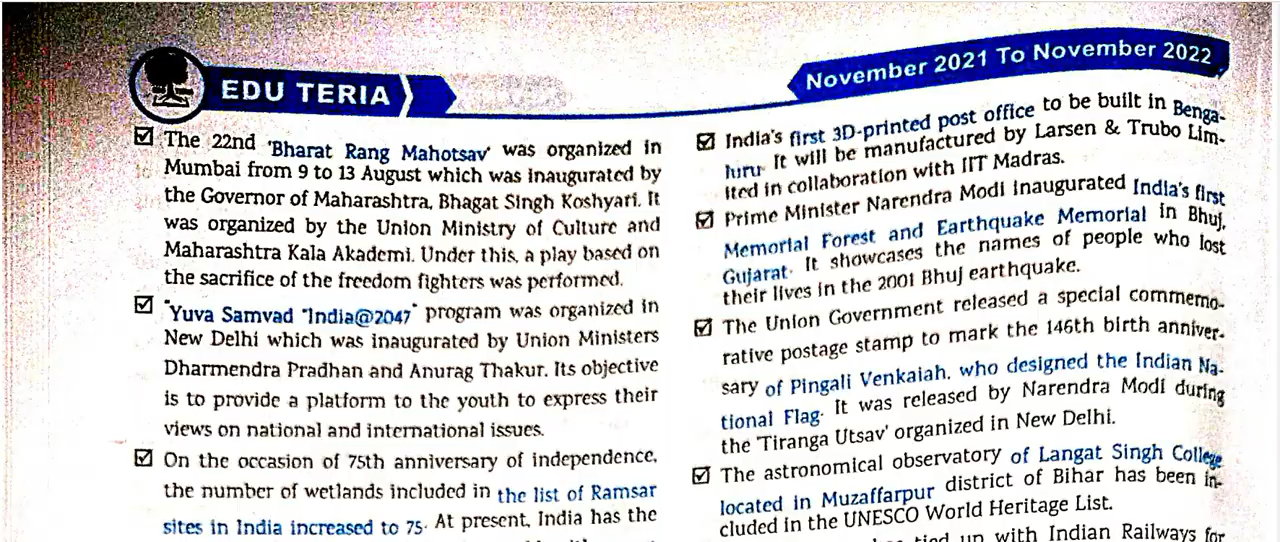 EDU TERIA
November 2021 To November 2022
The 22nd 'Bharat Rang Mahotsav' was organized in
Mumbai from 9 to 13 August which was inaugurated by
the Governor of Maharashtra, Bhagat Singh Koshyari. It
was organized by the Union Ministry of Culture and
Maharashtra Kala Akademi. Under this, a play based on
the sacrifice of the freedom fighters was performed.
"Yuva Samvad "India@2047" program was organized in
New Delhi which was inaugurated by Union Ministers
Dharmendra Pradhan and Anurag Thakur. Its objective
is to provide a platform to the youth to express their
views on national and international issues.
On the occasion of 75th anniversary of independence,
the number of wetlands included in the list of Ramsar
sites in India increased to 75. At present, India has the
India's first 3D-printed post office to be built in Benga-
luru. It will be manufactured by Larsen & Trubo Lim-
ited in collaboration with IIT Madras.
Prime Minister Narendra Modi inaugurated India's first
Memorial Forest and Earthquake Memorial in Bhuj,
Gujarat. It showcases the names of people who lost
their lives in the 2001 Bhuj earthquake.
The Union Government released a special commemo-
rative postage stamp to mark the 146th birth anniver-
sary of Pingali Venkaiah, who designed the Indian Na-
tional Flag. It was released by Narendra Modi during
the 'Tiranga Utsav' organized in New Delhi.
The astronomical observatory of Langat Singh College
located in Muzaffarpur district of Bihar has been in-
cluded in the UNESCO World Heritage List.
tied up with Indian Railways for